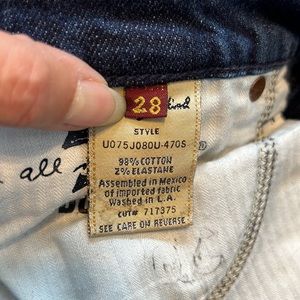 28
kind
STYLE
U075J080U-470S
all
®
98% COTTON
2% ELASTANE
Assembled in Mexico
of imported fabric
Washed in L.A.
CUT# 717375
SEE CARE ON REVERSE